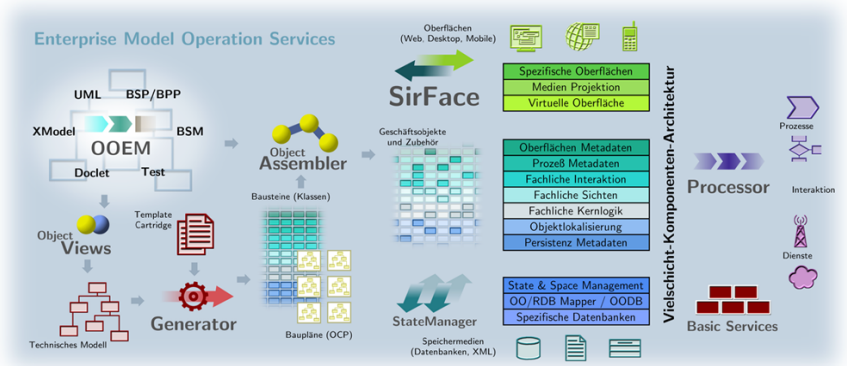 Enterprise Model Operation Services
UML
BSP/BPP
XModel
OOEM
BSM
Doclet
Test
Object
Views
Template
Cartridge
Technisches Modell
Generator
Object
Assembler
Bausteine (Klassen)
Baupläne (OCP)
Oberflächen
(Web, Desktop, Mobile)
SirFace
Geschäftsobjekte
und Zubehör
StateManager
Speichermedien
(Datenbanken, XML)
Spezifische Oberflächen
Medien Projektion
Virtuelle Oberfläche
Oberflächen Metadaten
Prozeß Metadaten
Fachliche Interaktion
Fachliche Sichten
Fachliche Kernlogik
Objektlokalisierung
Persistenz Metadaten
State & Space Management
OO/RDB Mapper / OODB
Spezifische Datenbanken
Vielschicht-Komponenten-Architektur
Processor
Basic Services
Prozesse
Interaktion
Dienste